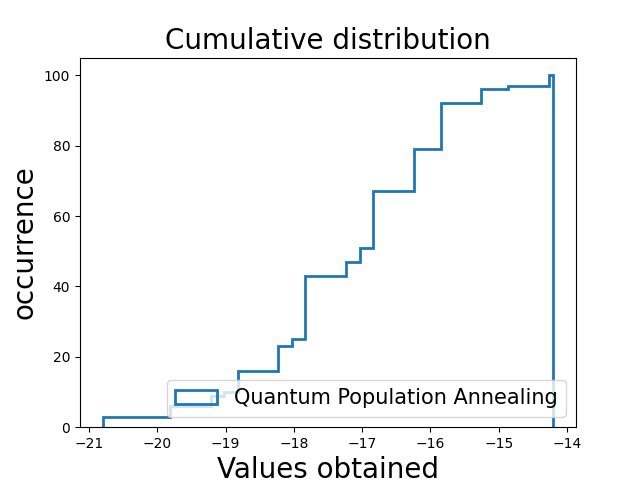 Cumulative distribution
occurrence
100
80
60
40
20
0
Quantum Population Annealing
−21 −20 −19 −18 −17 −16 −15 −14
Values obtained